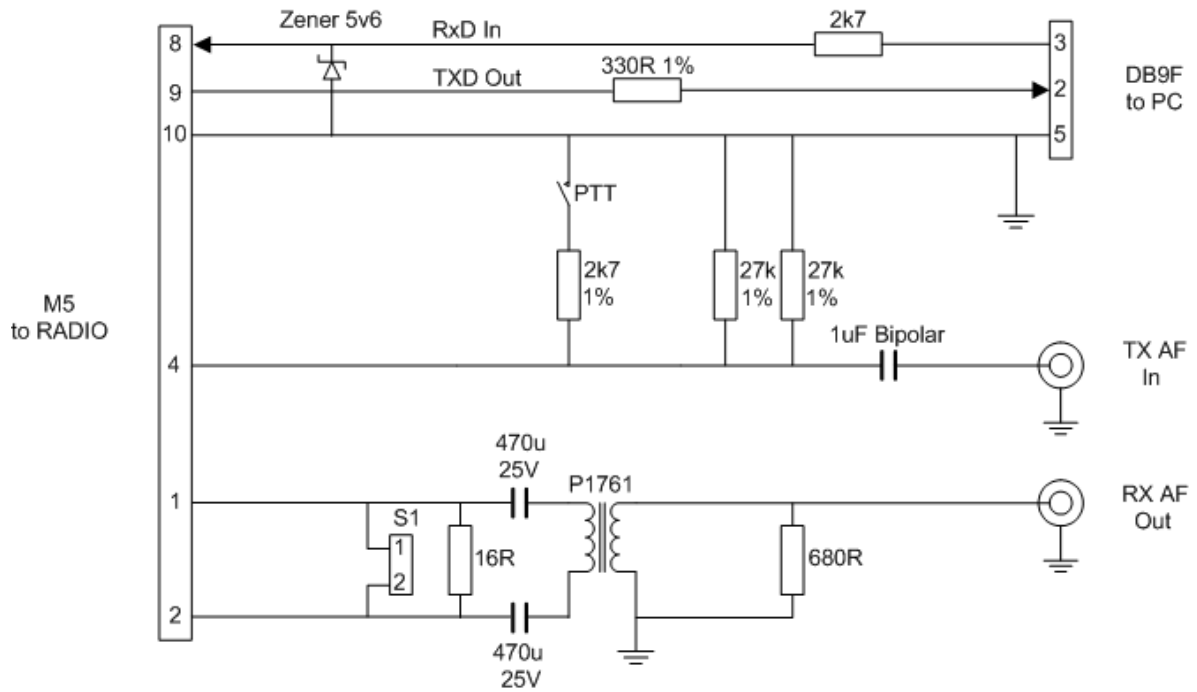 Zener 5v6
2k7
8
RxD In
3
330R 1%
TXD Out
9
2
DB9F
to PC
10
5
PTT
2k7
1%
27k
1%
27k
1%
M5
to RADIO
1uF Bipolar
4
TX AF
In
470u
25V
P1761
1
RX AF
Out
S1
1
2
16R
680R
2
470u
25V